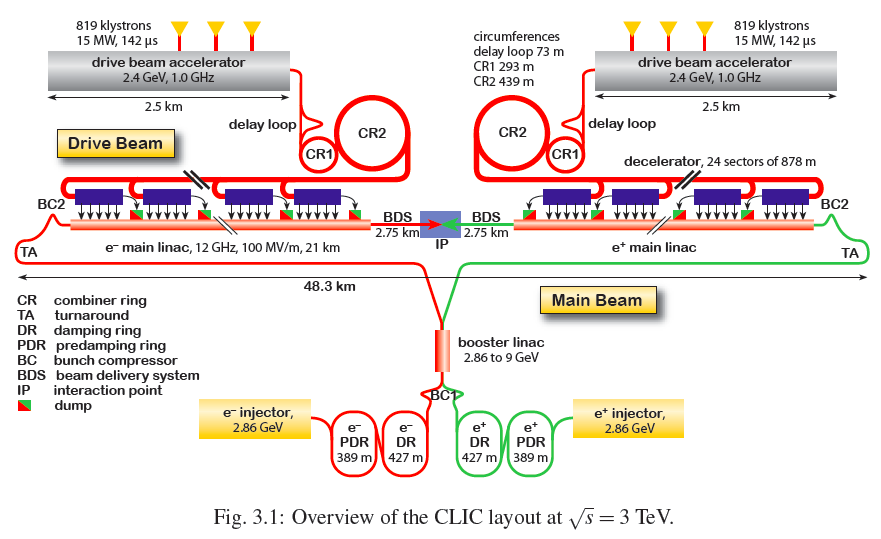 819 klystrons
15 MW, 142 µs
drive beam accelerator
2.4 GeV, 1.0 GHz
2.5 km
delay loop
CR1
CR2
Drive Beam
circumferences
delay loop 73 m
CR1 293 m
CR2 439 m
819 klystrons
15 MW, 142 µs
drive beam accelerator
2.4 GeV, 1.0 GHz
2.5 km
delay loop
CR2
CR1
decelerator, 24 sectors of 878 m
BC2
BDS
2.75 km
IP
BDS
2.75 km
BC2
TA
e⁻ main linac, 12 GHz, 100 MV/m, 21 km
e⁺ main linac
TA
48.3 km
Main Beam
CR combiner ring
TA turnaround
DR damping ring
PDR predamping ring
BC bunch compressor
BDS beam delivery system
IP interaction point
dump
booster linac
2.86 to 9 GeV
BC1
e⁻ injector,
2.86 GeV
e⁻
PDR
389 m
e⁻
DR
427 m
e⁺
DR
427 m
e⁺
PDR
389 m
e⁺ injector,
2.86 GeV
Fig. 3.1: Overview of the CLIC layout at √s = 3 TeV.